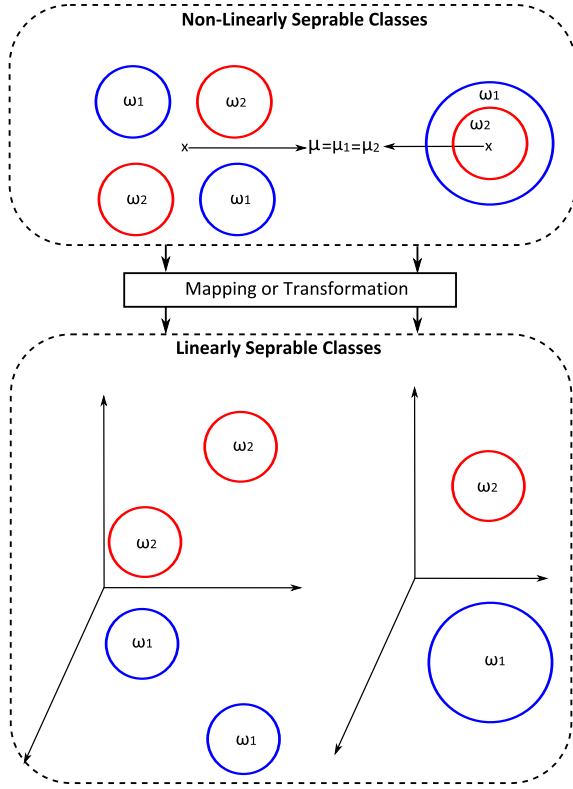 Non-Linearly Seprable Classes
ω1
ω2
ω1
ω2
x
μ=μ1=μ2
x
ω2
ω1
Mapping or Transformation
Linearly Seprable Classes
ω2
ω2
ω2
ω1
ω1
ω1